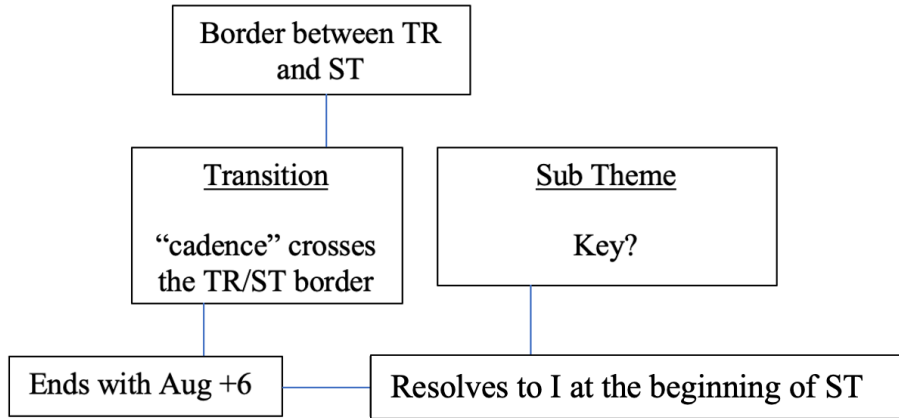 Border between TR
and ST
Transition
“cadence” crosses
the TR/ST border
Sub Theme
Key?
Ends with Aug +6
Resolves to I at the beginning of ST